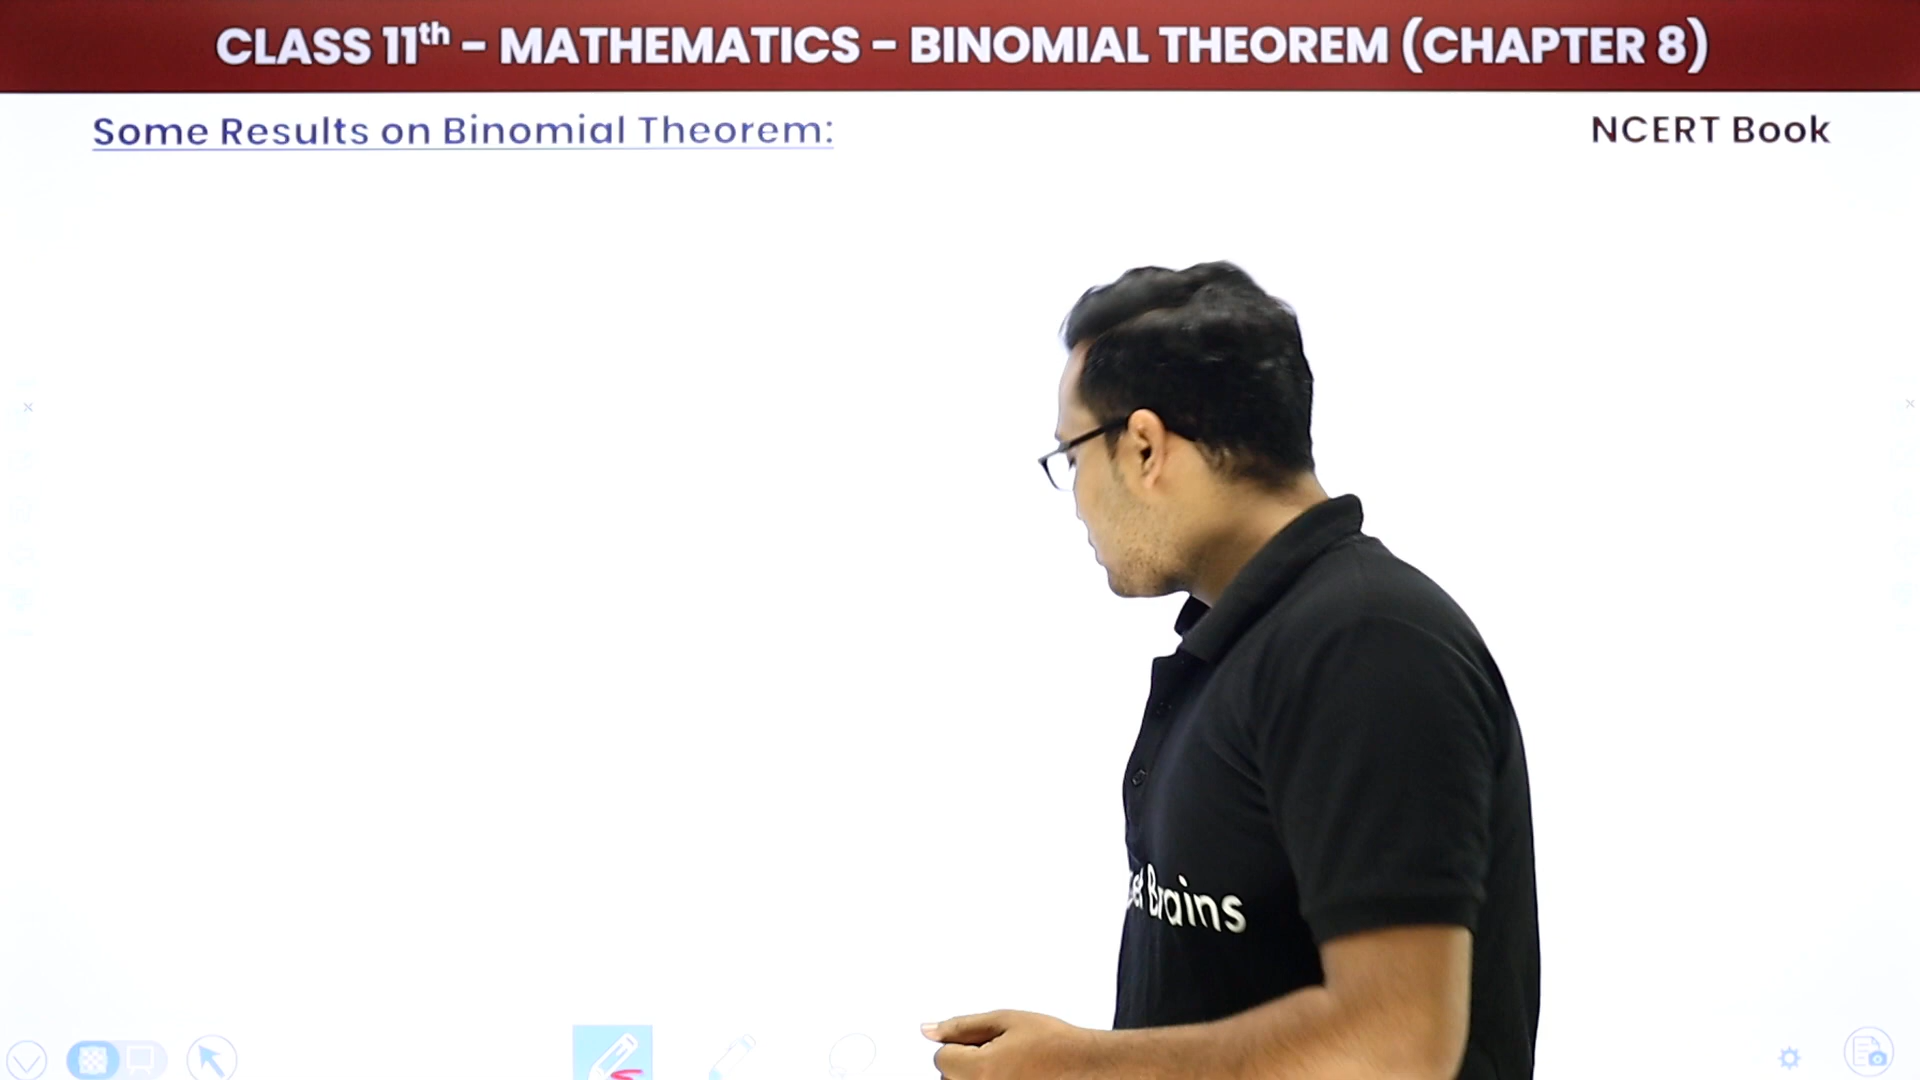 CLASS 11th - MATHEMATICS - BINOMIAL THEOREM (CHAPTER 8)
Some Results on Binomial Theorem:
NCERT Book
Brains